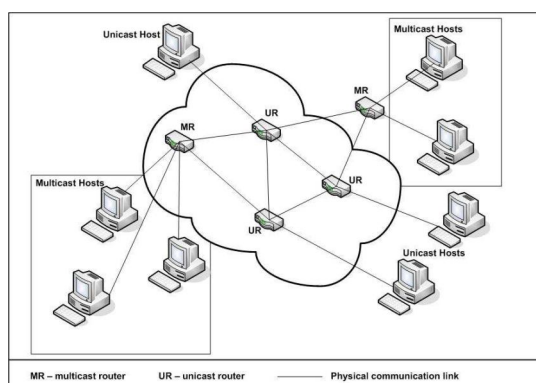 Unicast Host
Multicast Hosts
MR
UR
MR
Multicast Hosts
UR
UR
Unicast Hosts
MR – multicast router UR – unicast router Physical communication link